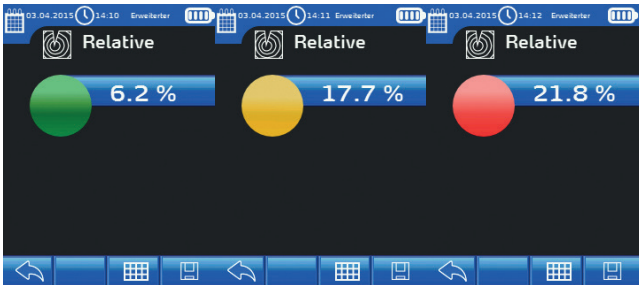 03.04.2015 14:10 Erweiterter
Relative
6.2 %
03.04.2015 14:11 Erweiterter
Relative
17.7 %
03.04.2015 14:12 Erweiterter
Relative
21.8 %